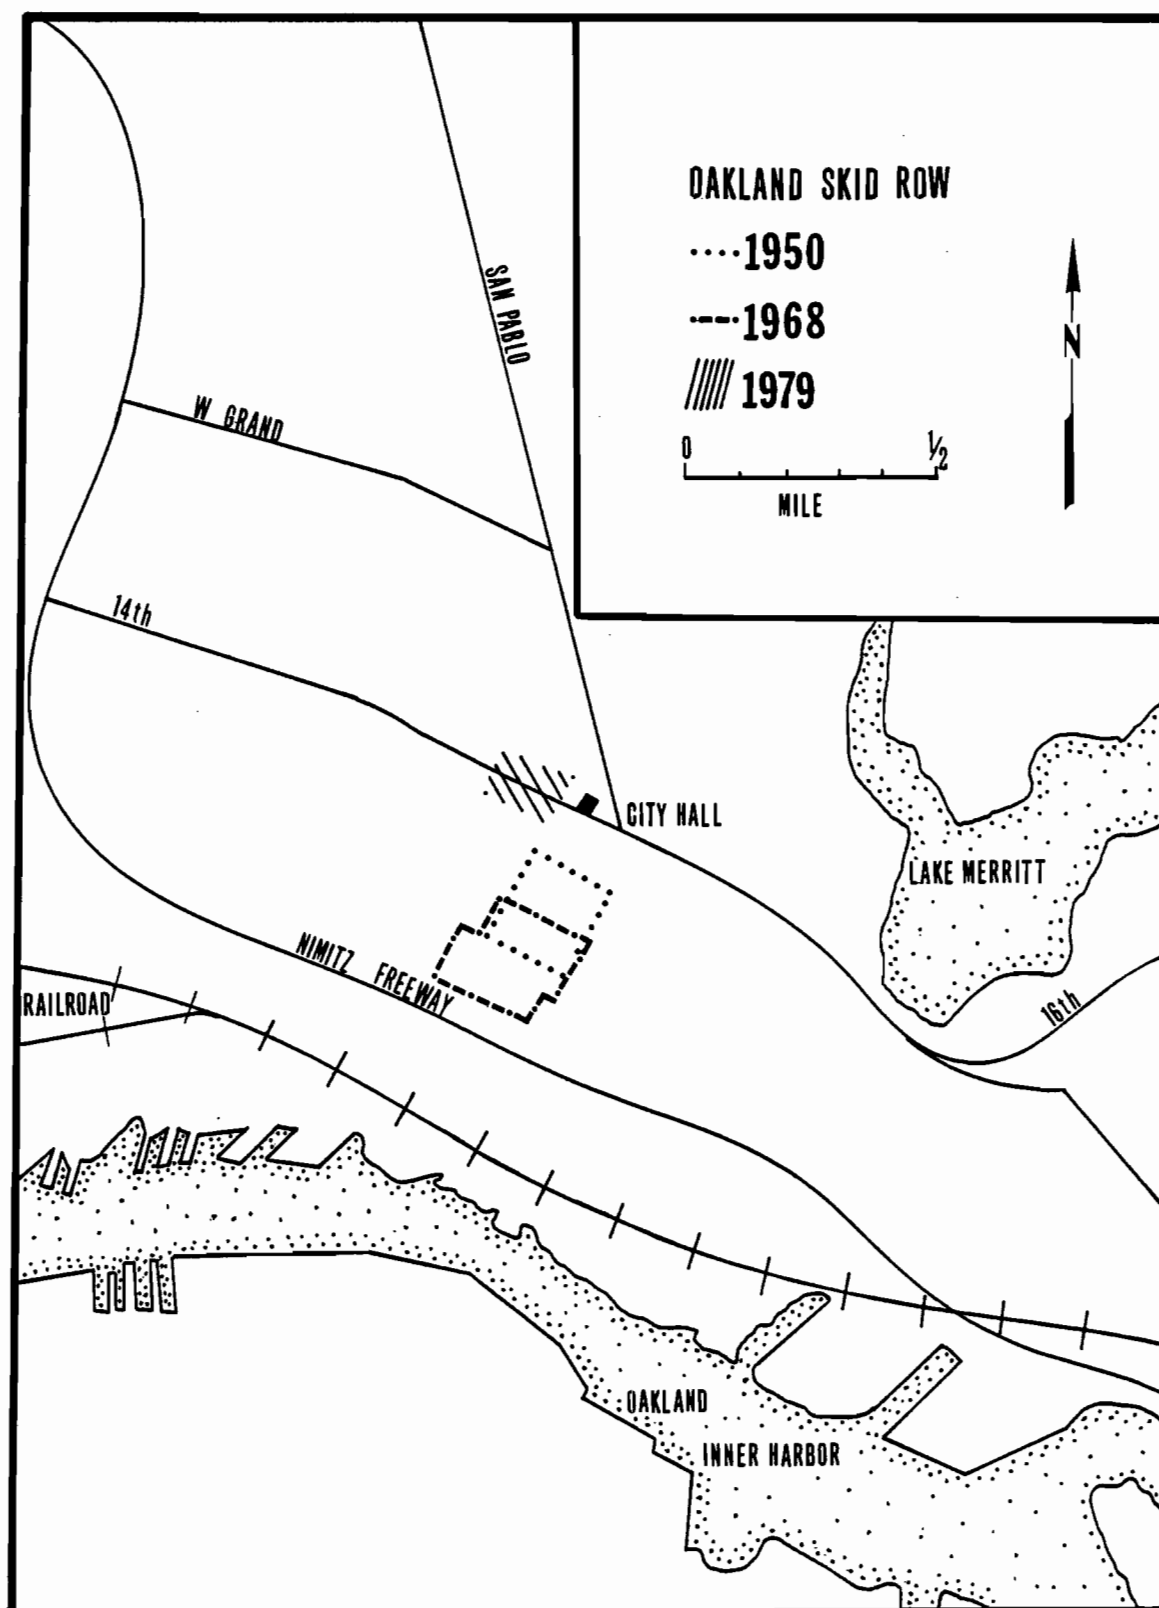 OAKLAND SKID ROW
1950
1968
1979
0 ½
MILE
N
SAN PABLO
W GRAND
14th
CITY HALL
LAKE MERRITT
NIMITZ FREEWAY
RAILROAD
16th
OAKLAND
INNER HARBOR